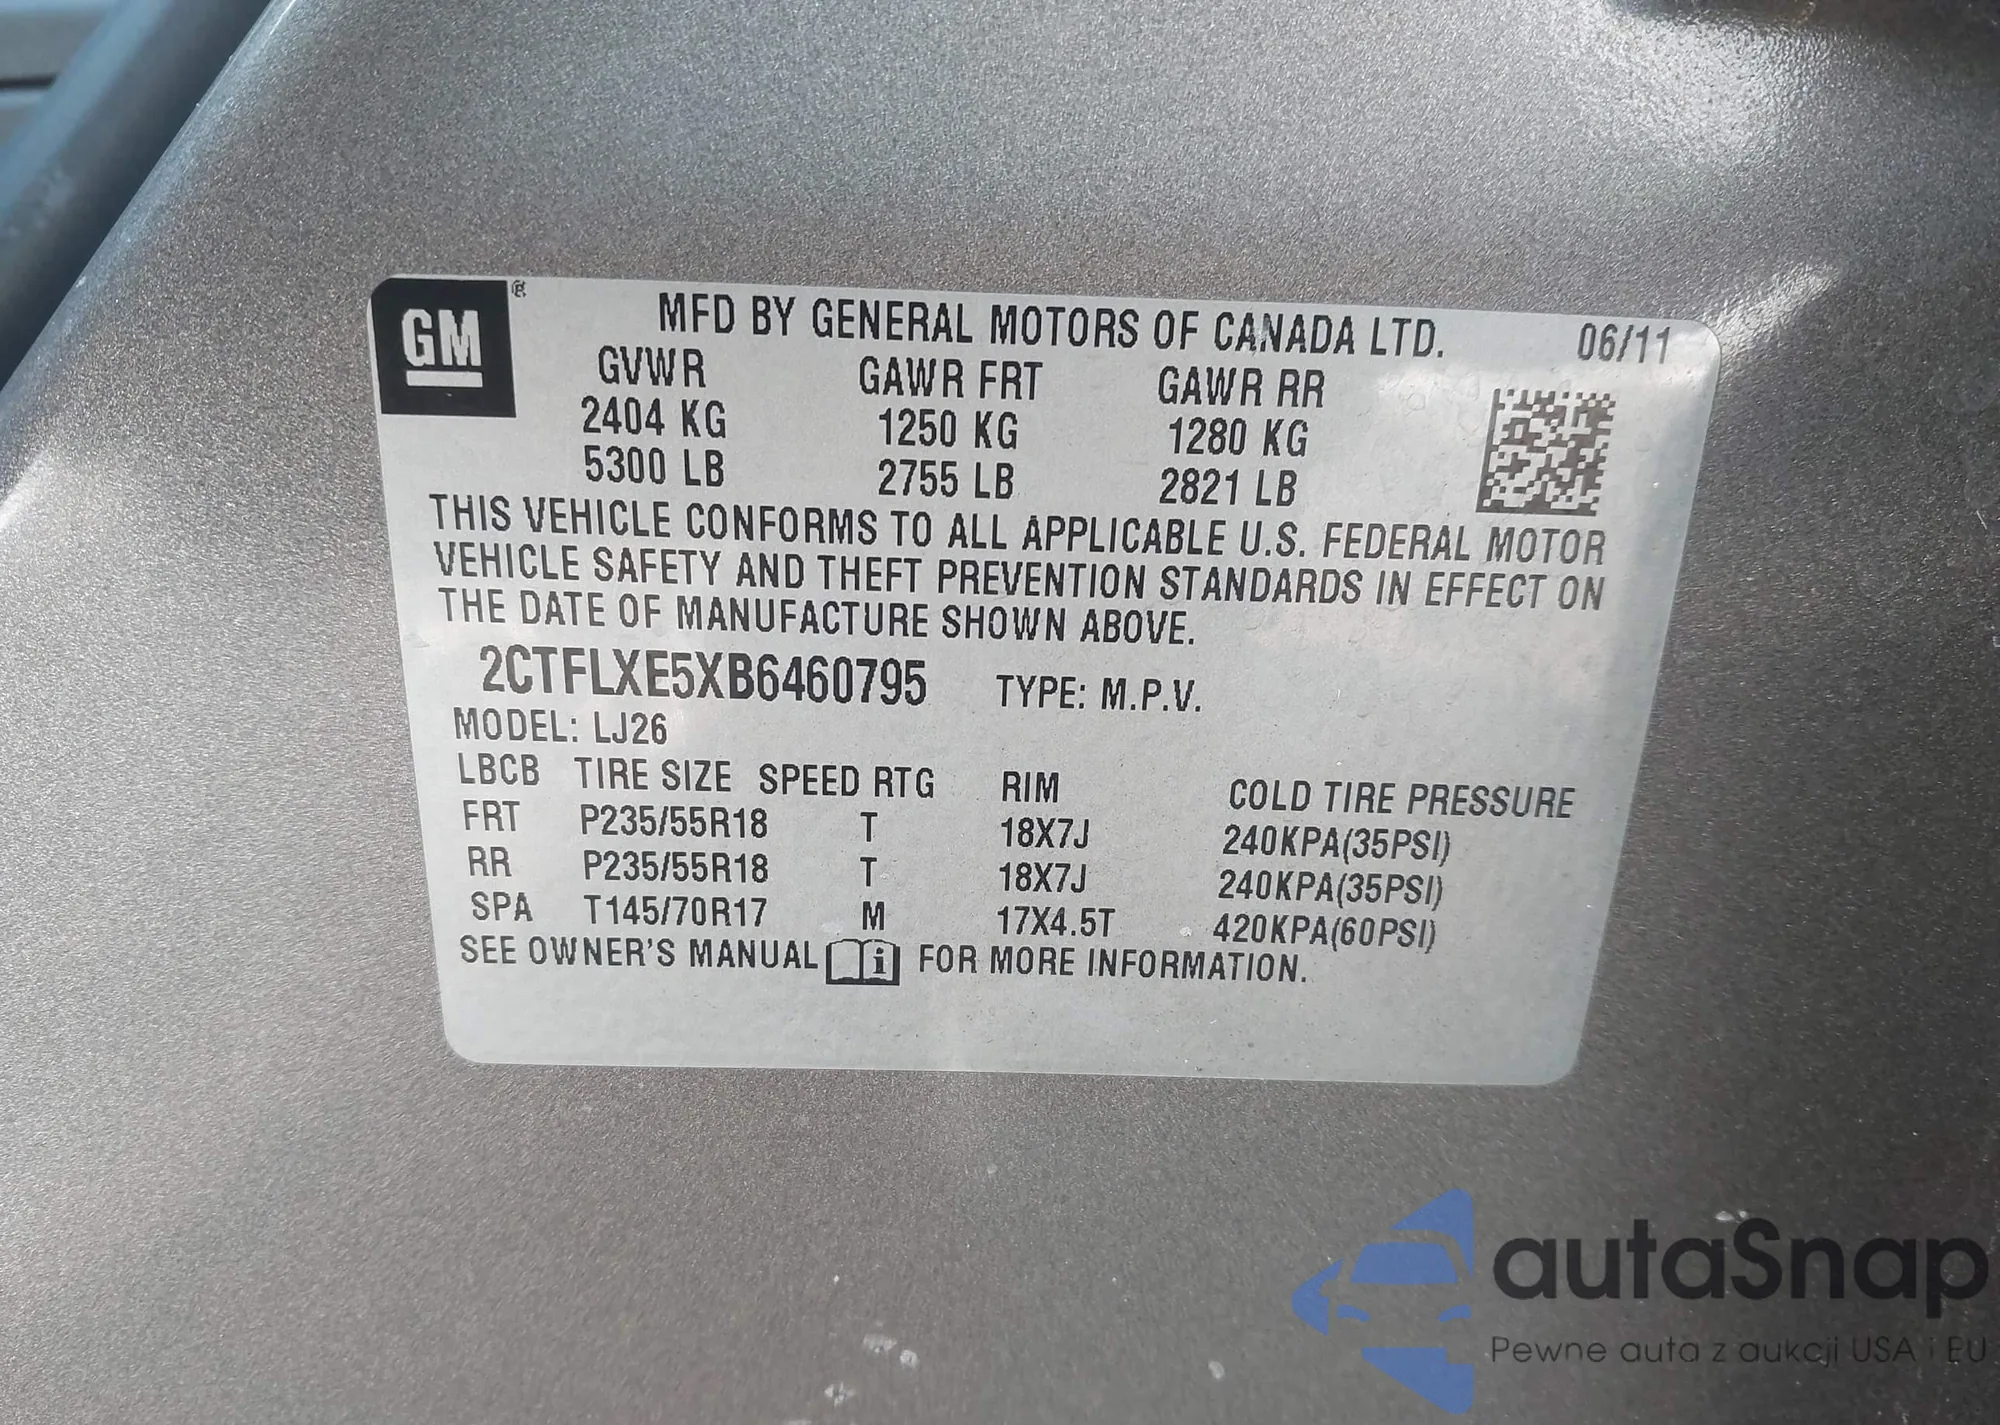 GM ® MFD BY GENERAL MOTORS OF CANADA LTD. 06/11
GVWR GAWR FRT GAWR RR
2404 KG 1250 KG 1280 KG
5300 LB 2755 LB 2821 LB
THIS VEHICLE CONFORMS TO ALL APPLICABLE U.S. FEDERAL MOTOR
VEHICLE SAFETY AND THEFT PREVENTION STANDARDS IN EFFECT ON
THE DATE OF MANUFACTURE SHOWN ABOVE.
2CTFLXE5XB6460795 TYPE: M.P.V.
MODEL: LJ26
LBCB TIRE SIZE SPEED RTG RIM COLD TIRE PRESSURE
FRT P235/55R18 T 18X7J 240KPA(35PSI)
RR P235/55R18 T 18X7J 240KPA(35PSI)
SPA T145/70R17 M 17X4.5T 420KPA(60PSI)
SEE OWNER'S MANUAL i FOR MORE INFORMATION.
autaSnap
Pewne auta z aukcji USA i EU